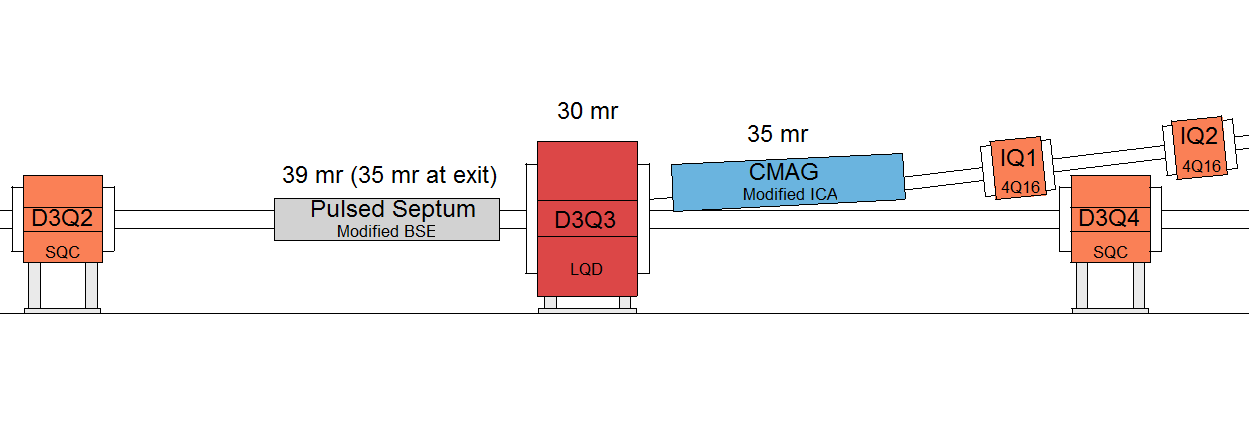 30 mr
35 mr
39 mr (35 mr at exit)
IQ2
4Q16
IQ1
4Q16
CMAG
Modified ICA
Pulsed Septum
Modified BSE
D3Q2
SQC
D3Q3
LQD
D3Q4
SQC